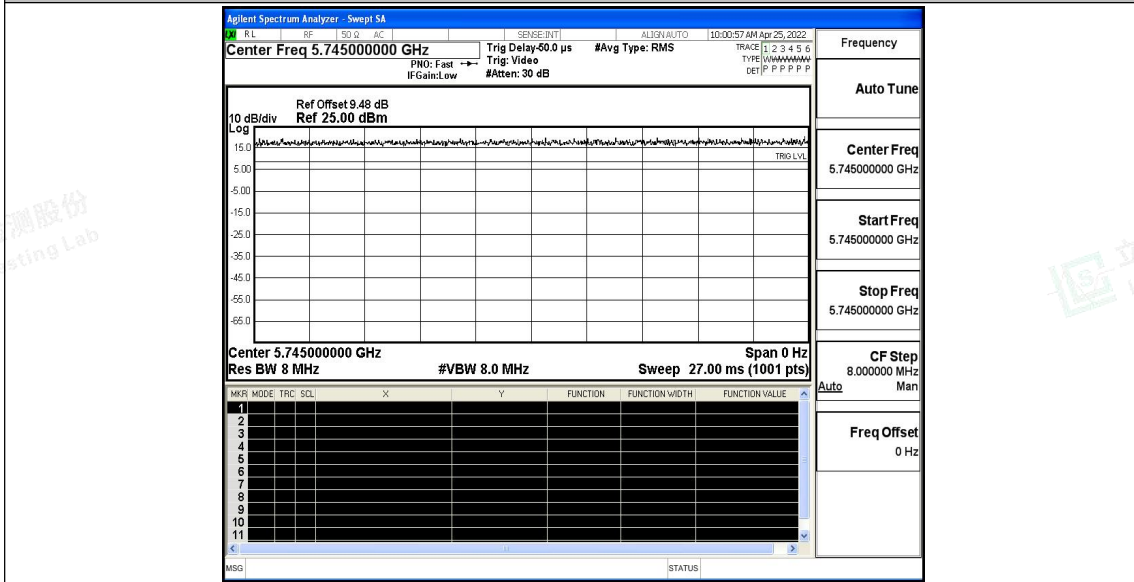 Agilent Spectrum Analyzer - Swept SA
LXI RL RF 50 Ω AC SENSE:INT ALIGN AUTO 10:00:57 AM Apr 25, 2022
Center Freq 5.745000000 GHz
PNO: Fast
IFGain:Low
Trig Delay-50.0 µs
Trig: Video
#Atten: 30 dB
#Avg Type: RMS
TRACE 1 2 3 4 5 6
TYPE
DET P P P P P P
Ref Offset 9.48 dB
10 dB/div Ref 25.00 dBm
Log
15.0
TRIG LVL
5.00
-5.00
-15.0
-25.0
-35.0
-45.0
-55.0
-65.0
Center 5.745000000 GHz Span 0 Hz
Res BW 8 MHz #VBW 8.0 MHz Sweep 27.00 ms (1001 pts)
MKR MODE TRC SCL X Y FUNCTION FUNCTION WIDTH FUNCTION VALUE
1
2
3
4
5
6
7
8
9
10
11
MSG STATUS
Frequency
Auto Tune
Center Freq
5.745000000 GHz
Start Freq
5.745000000 GHz
Stop Freq
5.745000000 GHz
CF Step
8.000000 MHz
Auto Man
Freq Offset
0 Hz
测股份
sting Lab
立